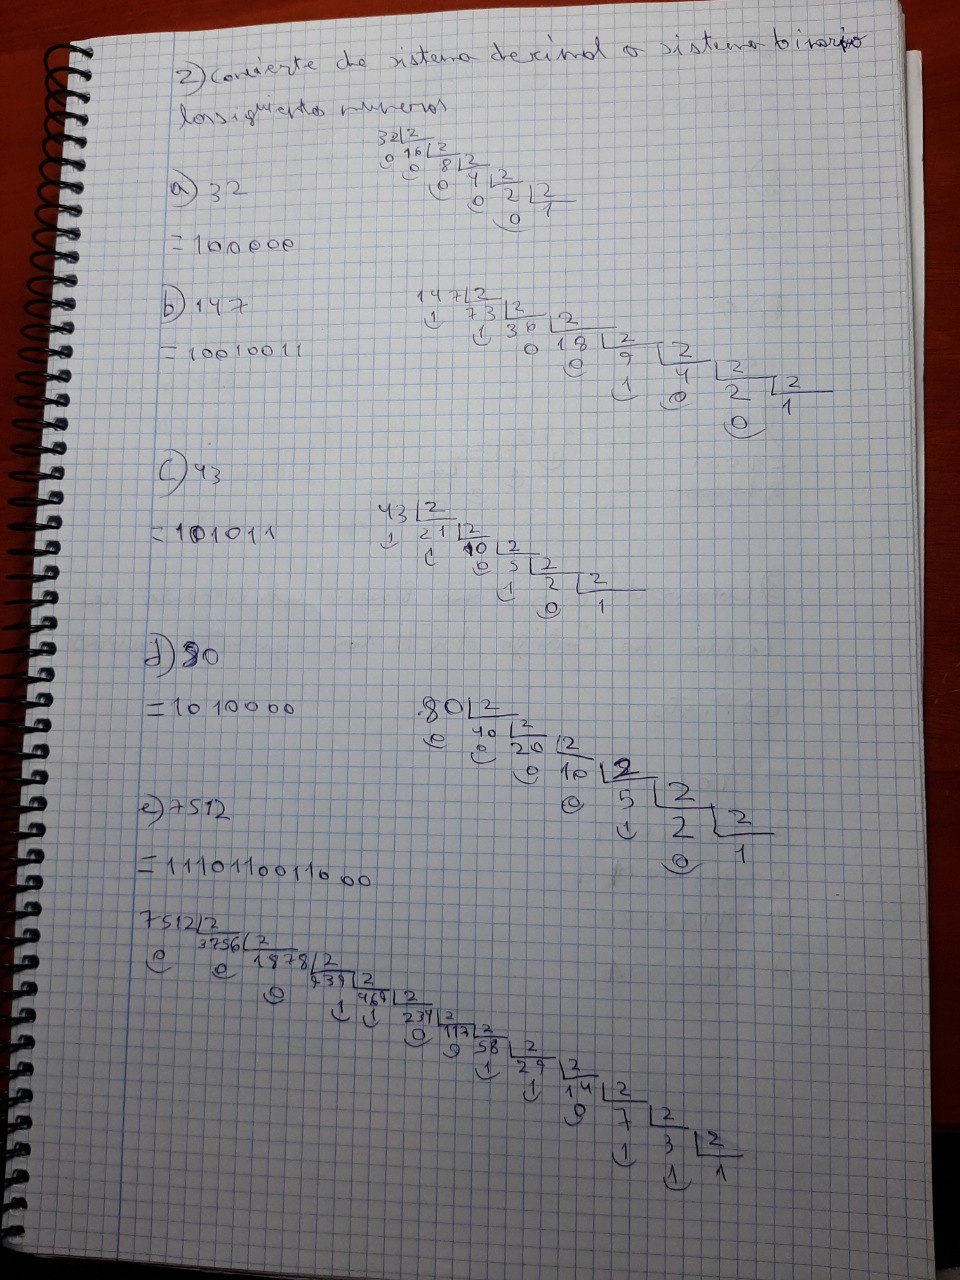 2) Convierte de sistema decimal a sistema binario
los siguientes numeros
a) 32
32 2
0 16 2
0 8 2
0 4 2
0 2 2
0 1
=100000
b) 147
147 2
1 73 2
1 36 2
0 18 2
0 9 2
1 4 2
0 2 2
0 1
=10010011
c) 43
43 2
1 21 2
1 10 2
0 5 2
1 2 2
0 1
=101011
d) 80
80 2
0 40 2
0 20 2
0 10 2
0 5 2
1 2 2
0 1
=1010000
e) 7512
=1110110011000
7512 2
0 3756 2
0 1878 2
0 939 2
1 469 2
1 234 2
0 117 2
9 58 2
1 29 2
1 14 2
9 7 2
1 3 2
1 1